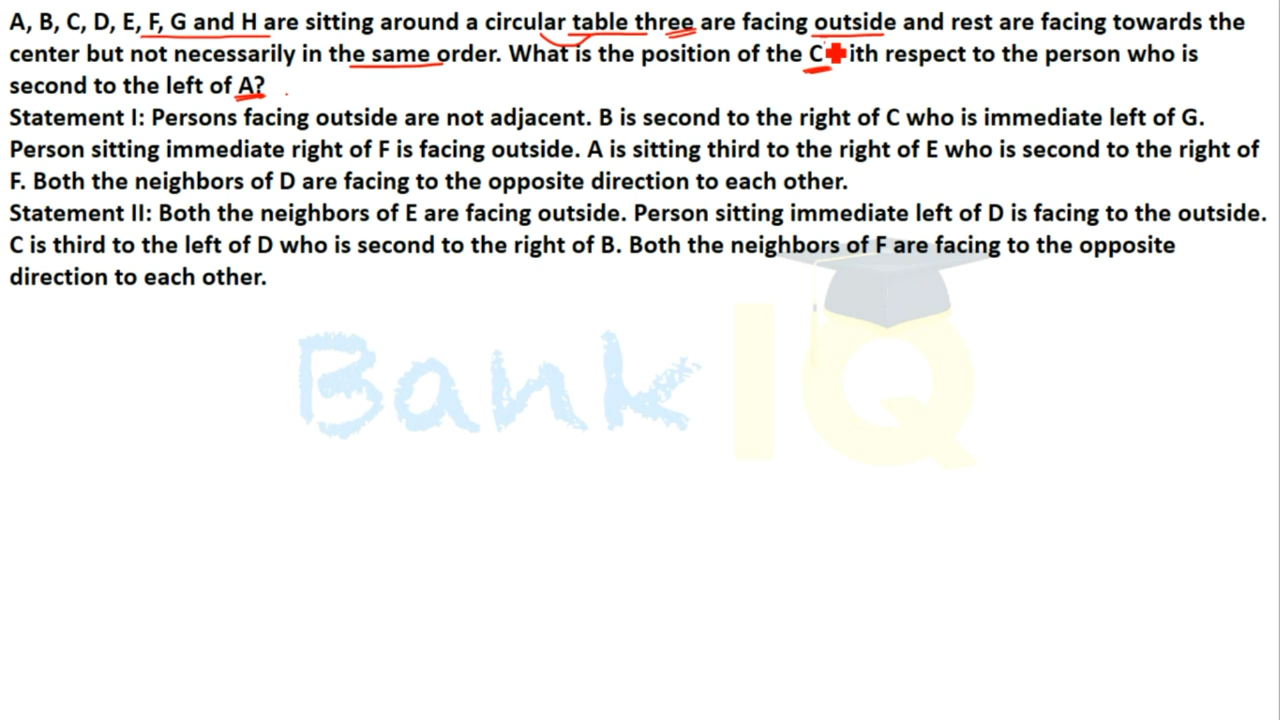 A, B, C, D, E, F, G and H are sitting around a circular table three are facing outside and rest are facing towards the
center but not necessarily in the same order. What is the position of the C ith respect to the person who is
second to the left of A?
Statement I: Persons facing outside are not adjacent. B is second to the right of C who is immediate left of G.
Person sitting immediate right of F is facing outside. A is sitting third to the right of E who is second to the right of
F. Both the neighbors of D are facing to the opposite direction to each other.
Statement II: Both the neighbors of E are facing outside. Person sitting immediate left of D is facing to the outside.
C is third to the left of D who is second to the right of B. Both the neighbors of F are facing to the opposite
direction to each other.
Bank IQ